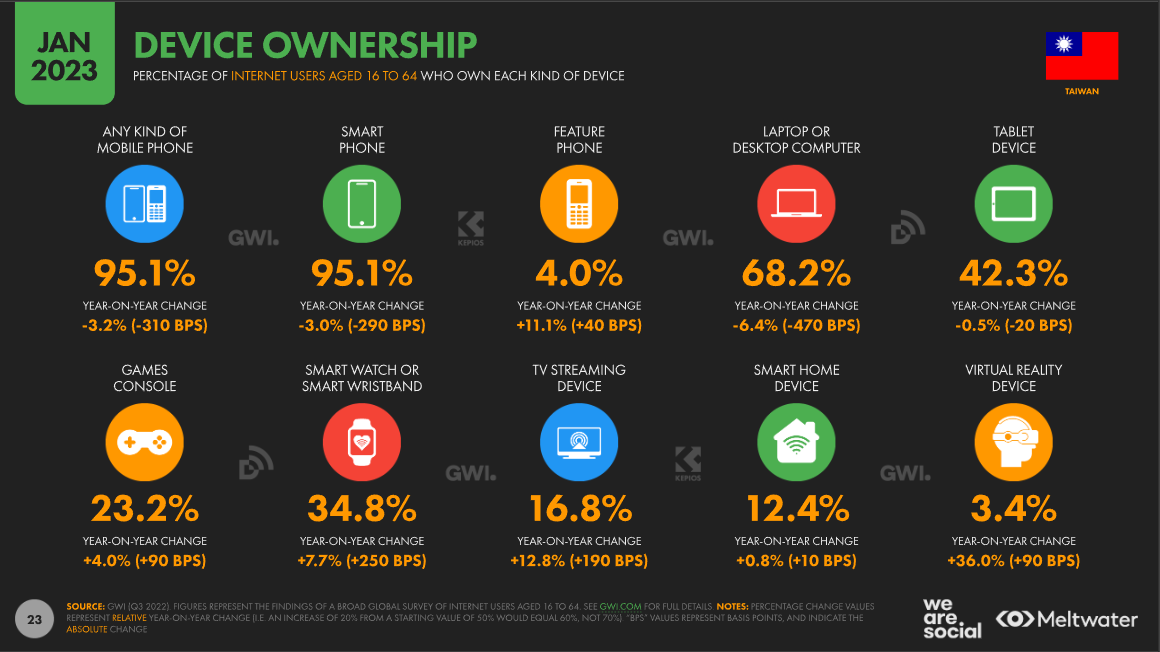 JAN
2023
DEVICE OWNERSHIP
PERCENTAGE OF INTERNET USERS AGED 16 TO 64 WHO OWN EACH KIND OF DEVICE
TAIWAN
ANY KIND OF
MOBILE PHONE
95.1%
YEAR-ON-YEAR CHANGE
-3.2% (-310 BPS)
SMART
PHONE
95.1%
YEAR-ON-YEAR CHANGE
-3.0% (-290 BPS)
FEATURE
PHONE
4.0%
YEAR-ON-YEAR CHANGE
+11.1% (+40 BPS)
LAPTOP OR
DESKTOP COMPUTER
68.2%
YEAR-ON-YEAR CHANGE
-6.4% (-470 BPS)
TABLET
DEVICE
42.3%
YEAR-ON-YEAR CHANGE
-0.5% (-20 BPS)
GWI.
KEPIOS
GWI.
GAMES
CONSOLE
23.2%
YEAR-ON-YEAR CHANGE
+4.0% (+90 BPS)
SMART WATCH OR
SMART WRISTBAND
34.8%
YEAR-ON-YEAR CHANGE
+7.7% (+250 BPS)
TV STREAMING
DEVICE
16.8%
YEAR-ON-YEAR CHANGE
+12.8% (+190 BPS)
SMART HOME
DEVICE
12.4%
YEAR-ON-YEAR CHANGE
+0.8% (+10 BPS)
VIRTUAL REALITY
DEVICE
3.4%
YEAR-ON-YEAR CHANGE
+36.0% (+90 BPS)
GWI.
KEPIOS
GWI.
23
SOURCE: GWI (Q3 2022). FIGURES REPRESENT THE FINDINGS OF A BROAD GLOBAL SURVEY OF INTERNET USERS AGED 16 TO 64. SEE GWI.COM FOR FULL DETAILS. NOTES: PERCENTAGE CHANGE VALUES
REPRESENT RELATIVE YEAR-ON-YEAR CHANGE (I.E. AN INCREASE OF 20% FROM A STARTING VALUE OF 50% WOULD EQUAL 60%, NOT 70%). "BPS" VALUES REPRESENT BASIS POINTS, AND INDICATE THE
ABSOLUTE CHANGE
we
are
social
Meltwater